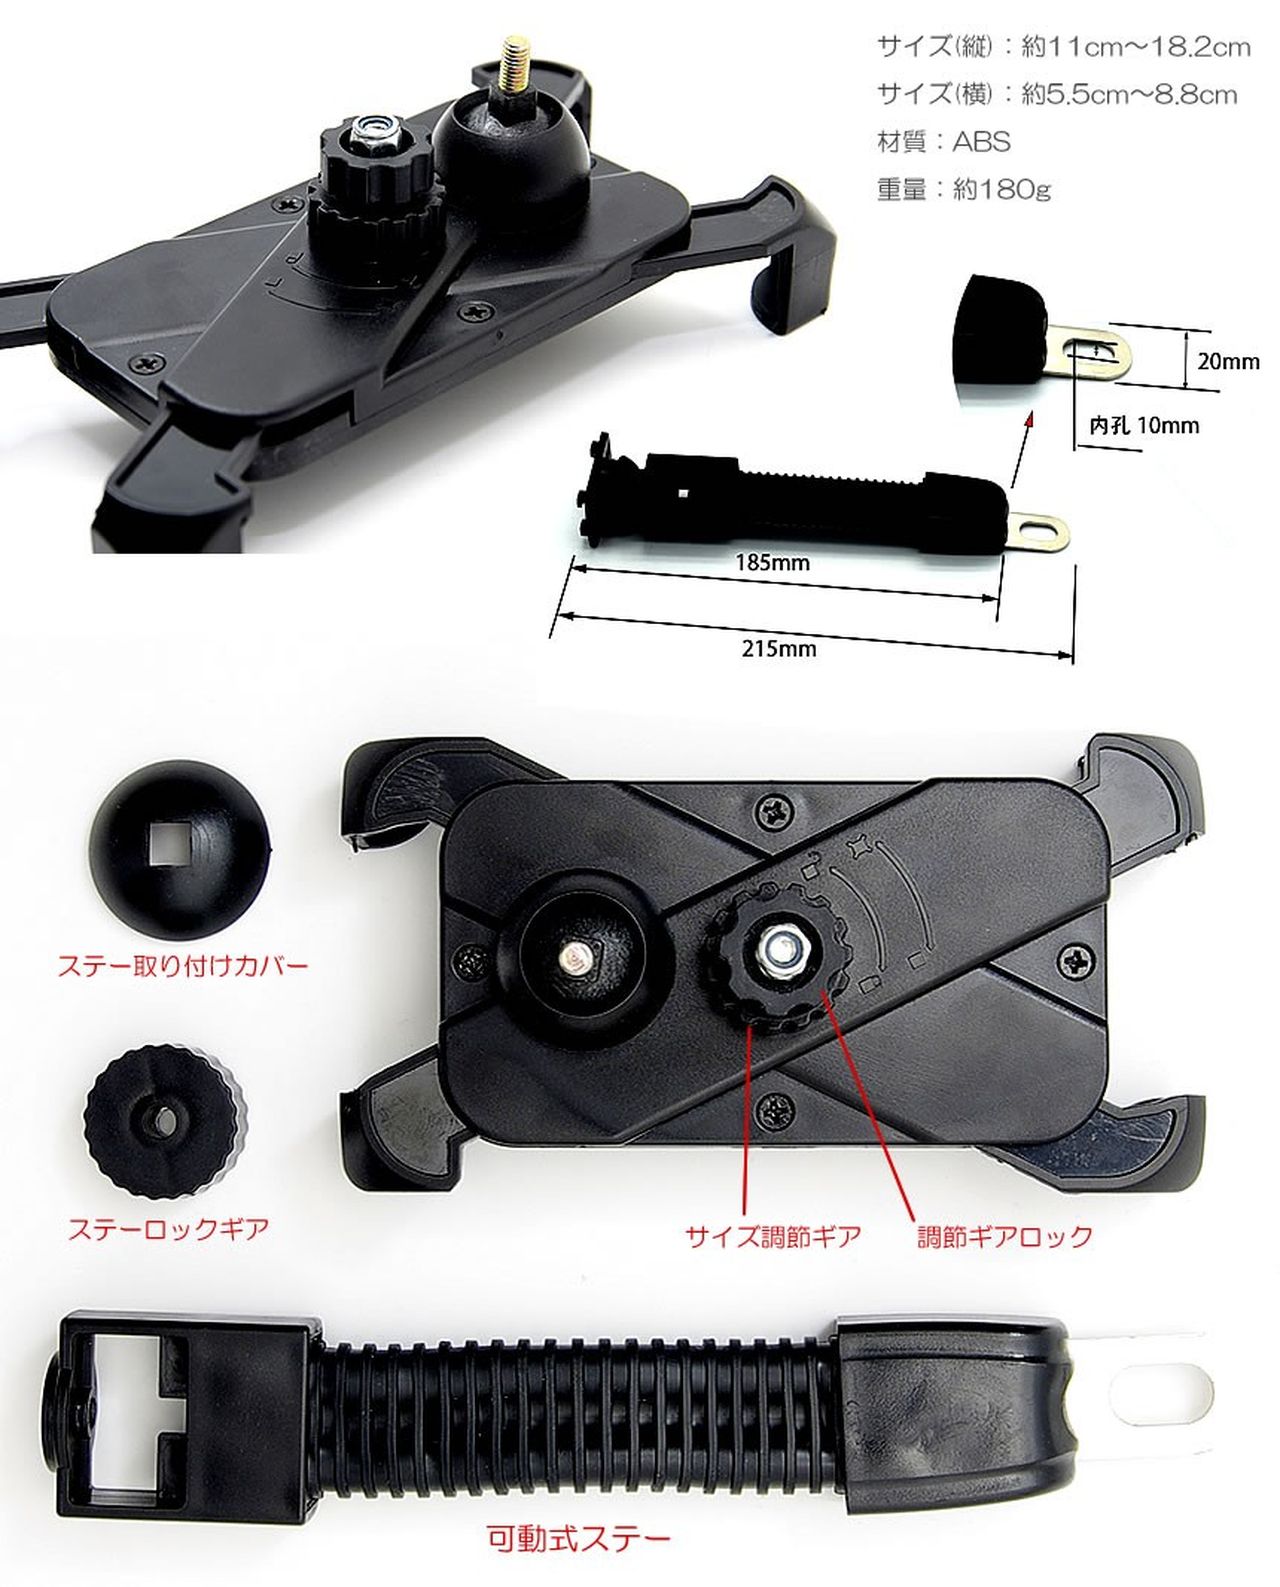 サイズ(縦)：約11cm～18.2cm
サイズ(横)：約5.5cm～8.8cm
材質：ABS
重量：約180g
20mm
内孔 10mm
185mm
215mm
ステー取り付けカバー
ステーロックギア
サイズ調節ギア
調節ギアロック
可動式ステー